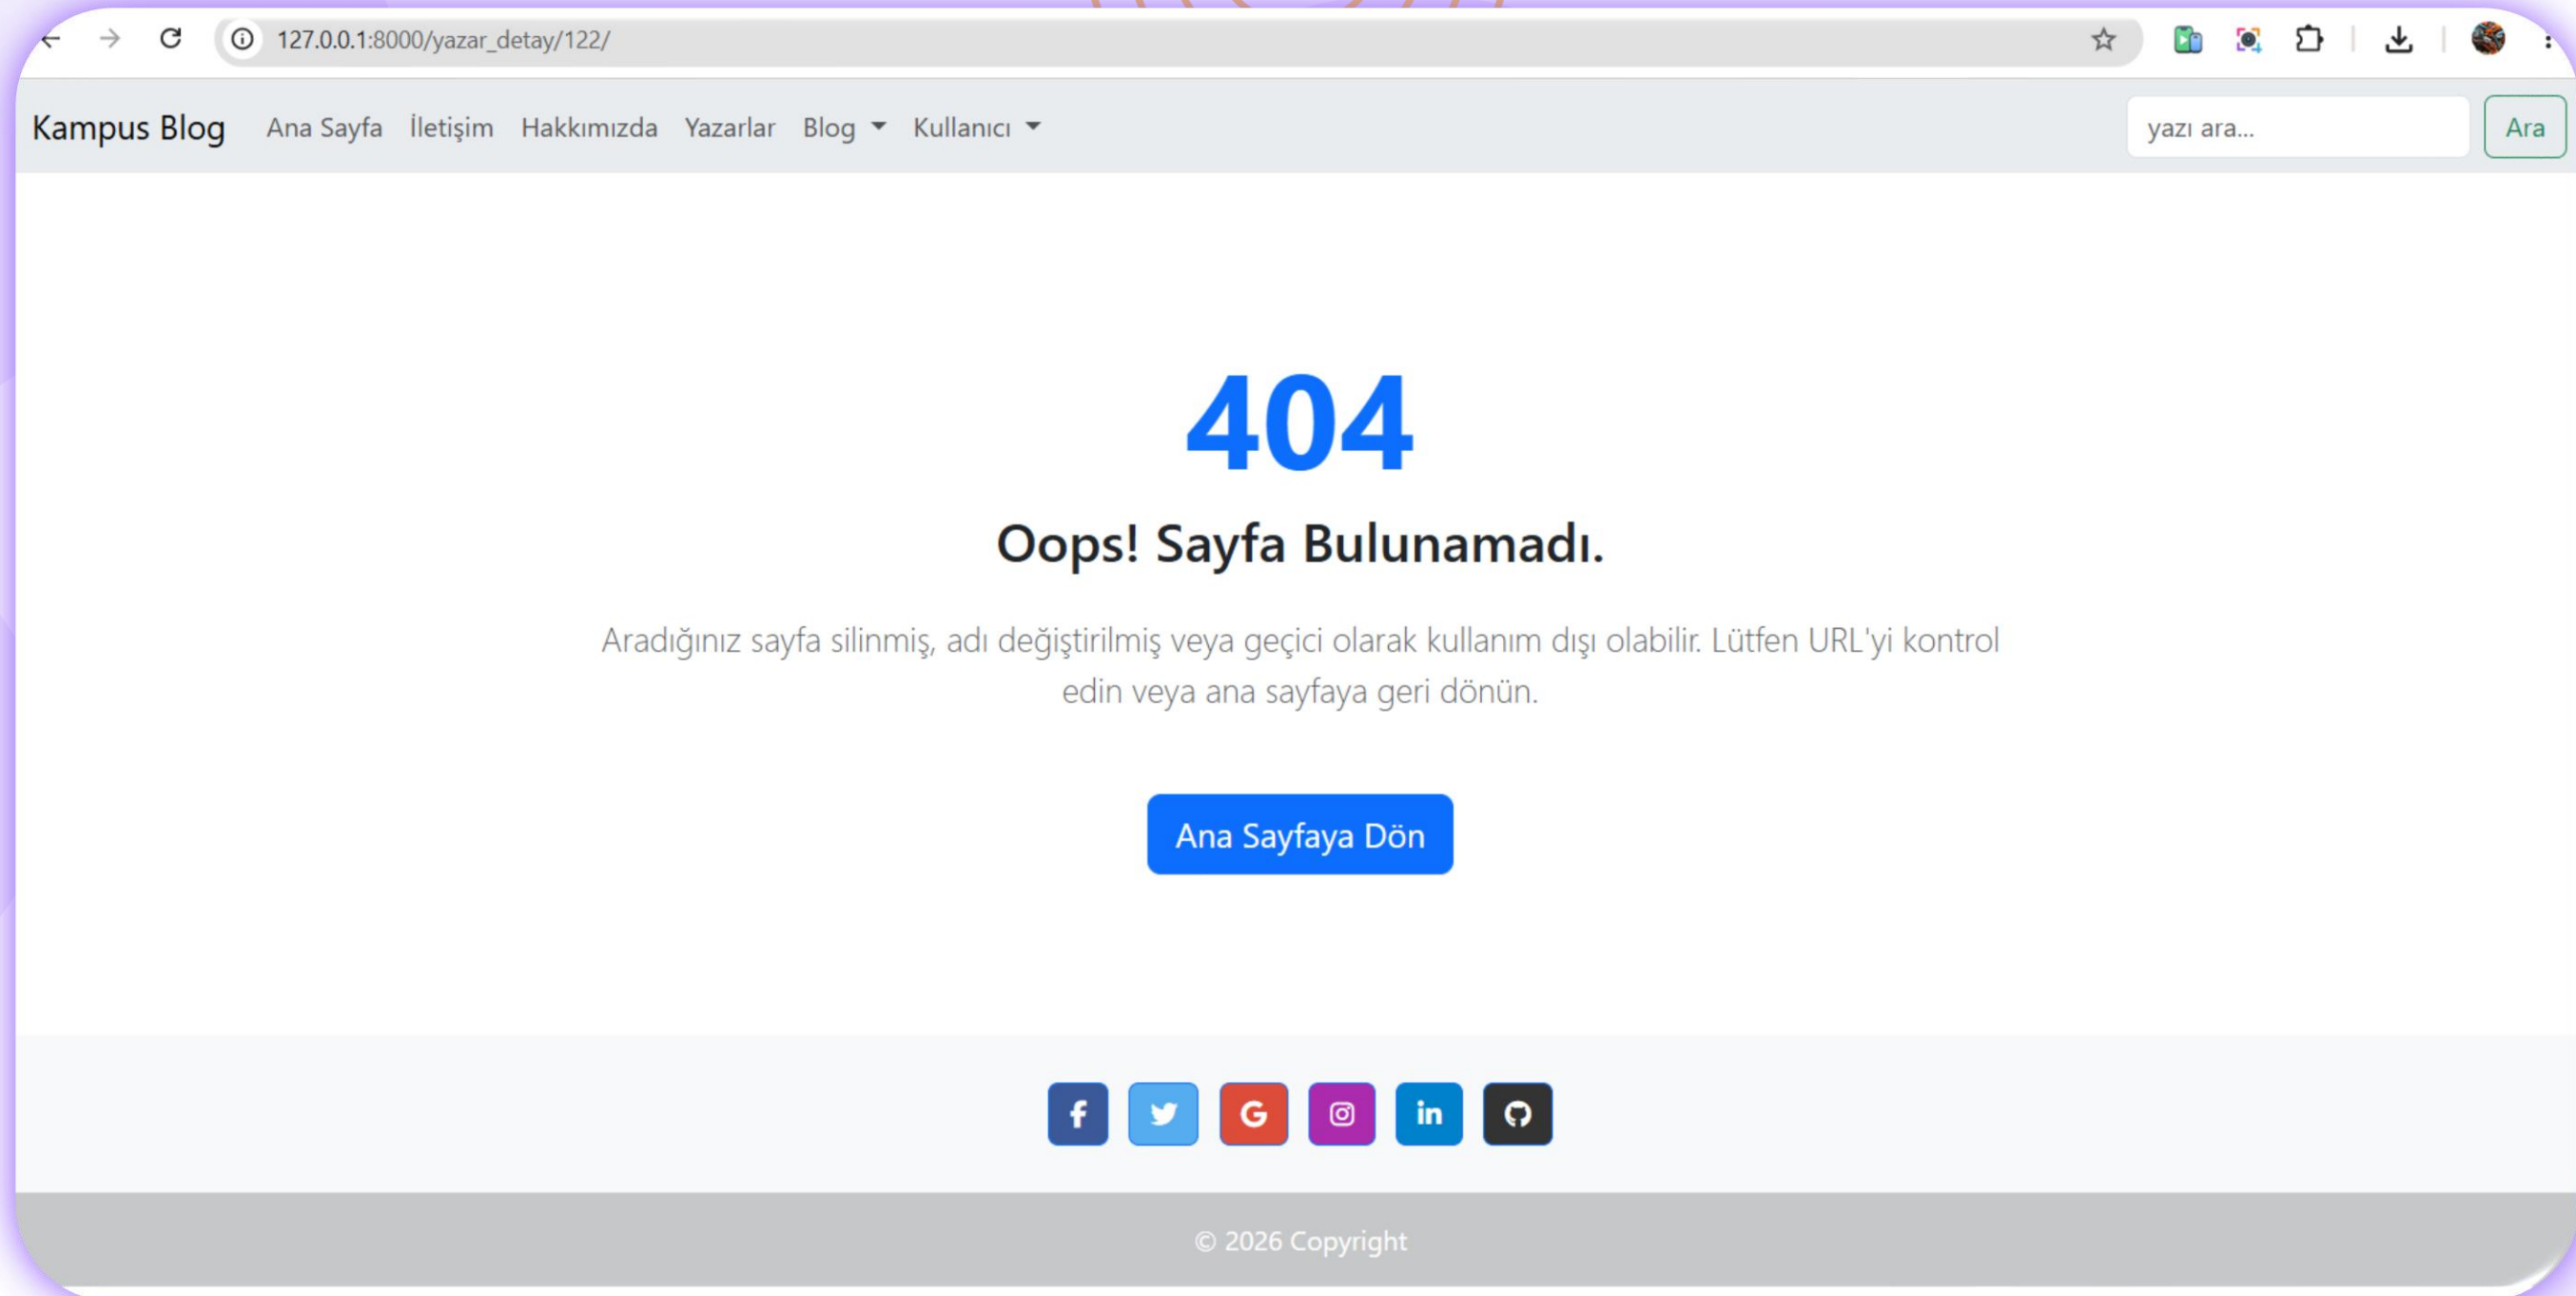 127.0.0.1:8000/yazar_detay/122/
Kampus Blog Ana Sayfa İletişim Hakkımızda Yazarlar Blog Kullanıcı yazı ara... Ara
404
Oops! Sayfa Bulunamadı.
Aradığınız sayfa silinmiş, adı değiştirilmiş veya geçici olarak kullanım dışı olabilir. Lütfen URL'yi kontrol
edin veya ana sayfaya geri dönün.
Ana Sayfaya Dön
© 2026 Copyright